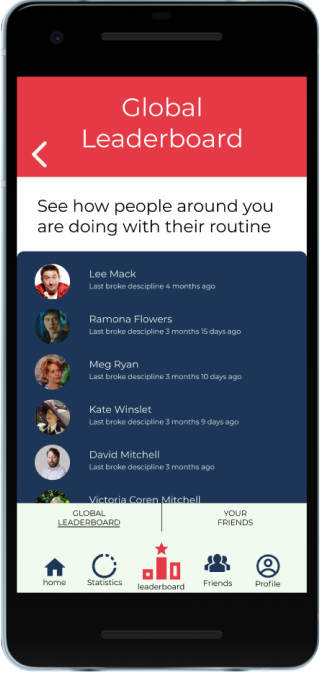 Global
Leaderboard
See how people around you
are doing with their routine
Lee Mack
Last broke descipline 4 months ago
Ramona Flowers
Last broke descipline 3 months 15 days ago
Meg Ryan
Last broke descipline 3 months 10 days ago
Kate Winslet
Last broke descipline 3 months 9 days ago
David Mitchell
Last broke descipline 3 months ago
Victoria Coren Mitchell
GLOBAL
LEADERBOARD
YOUR
FRIENDS
home
Statistics
leaderboard
Friends
Profile